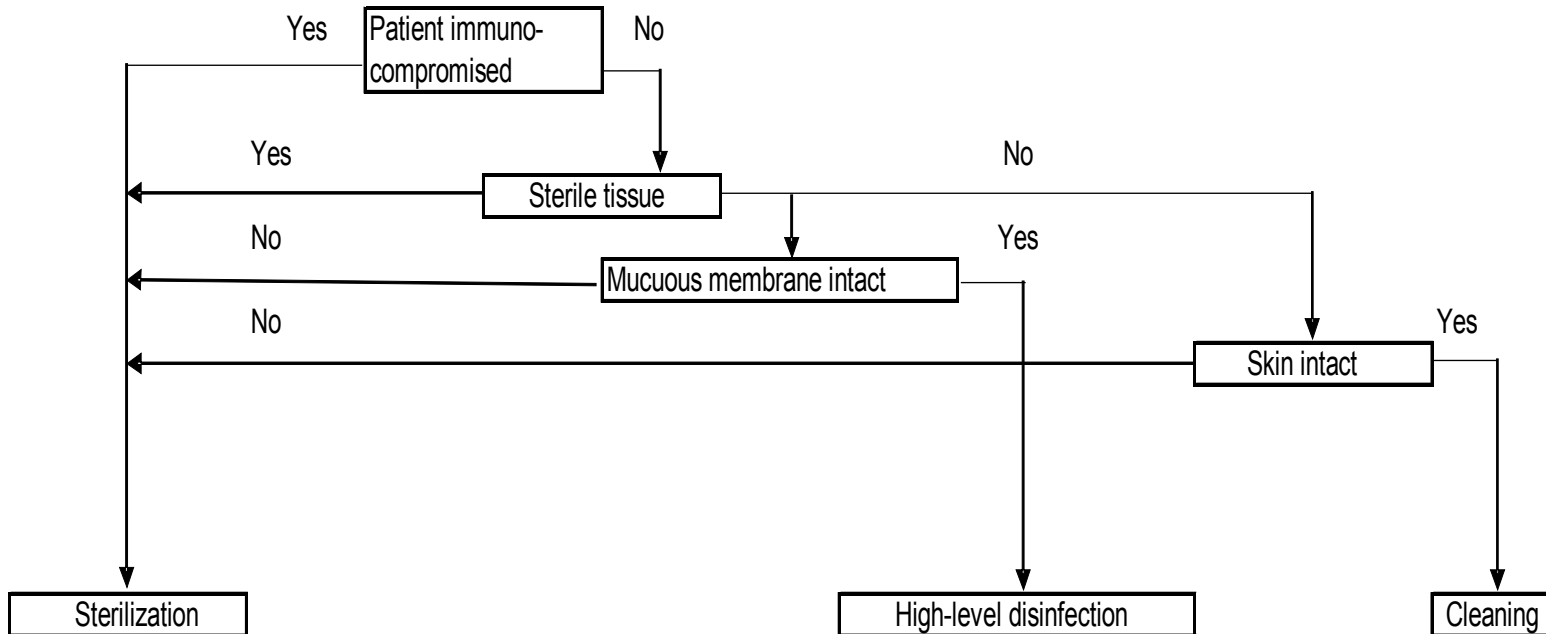 Yes
Patient immuno-
compromised
No
Yes
No
Sterile tissue
No
Yes
Mucuous membrane intact
No
Yes
Skin intact
Sterilization
High-level disinfection
Cleaning